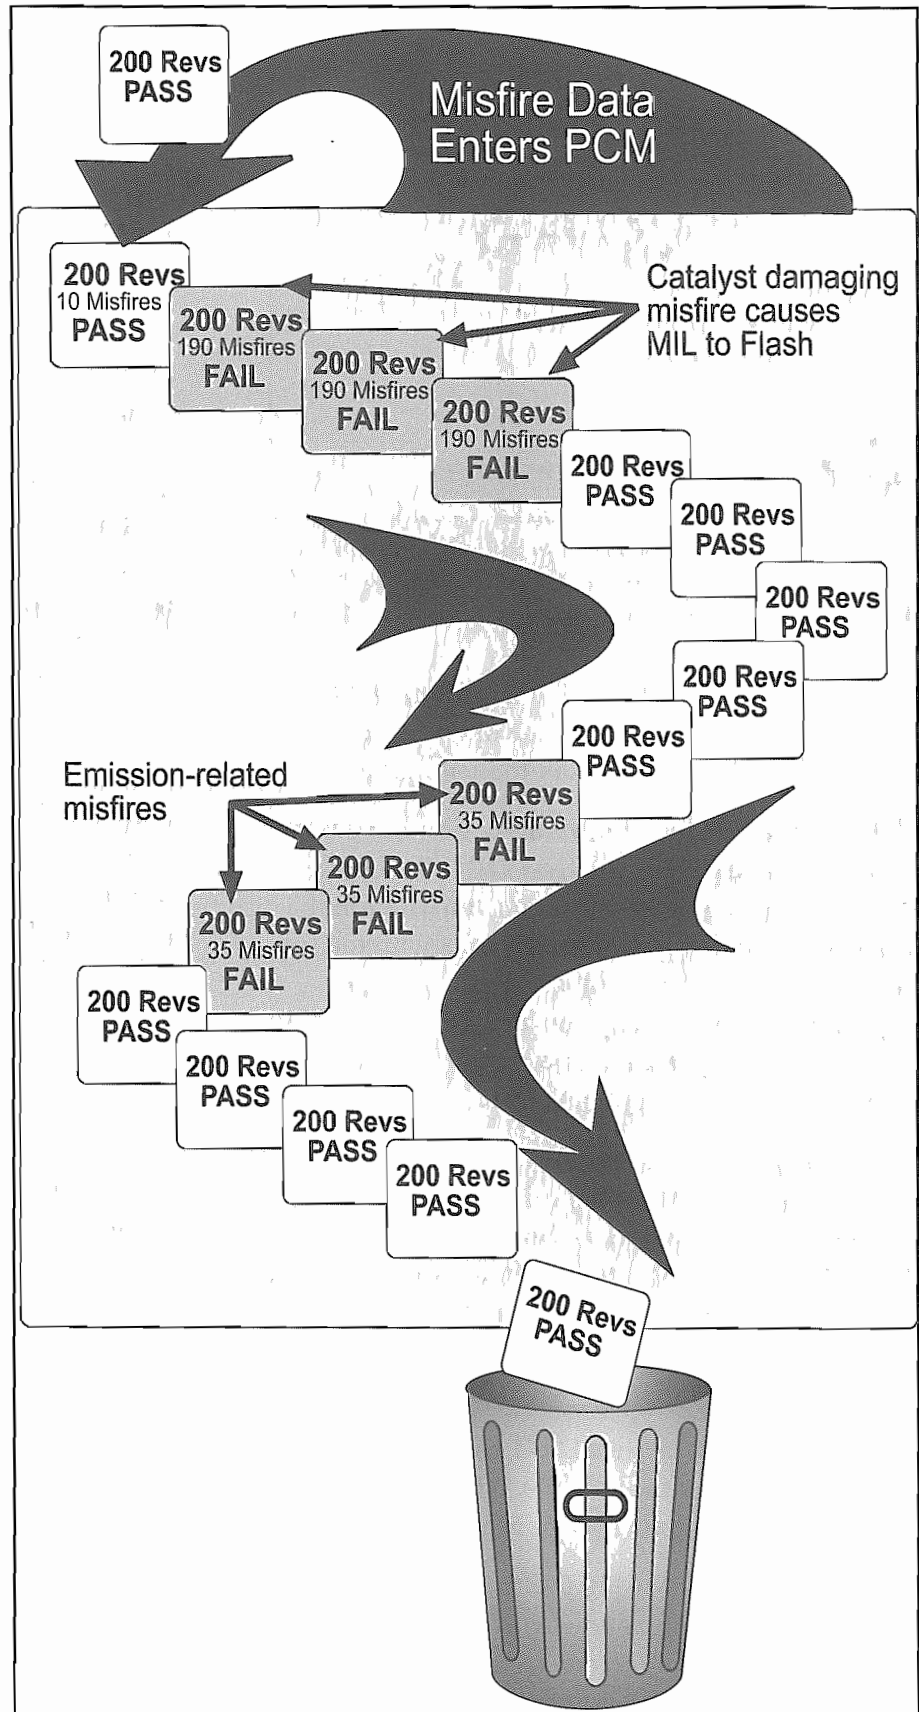 200 Revs
PASS
Misfire Data
Enters PCM
200 Revs
10 Misfires
PASS
200 Revs
190 Misfires
FAIL
200 Revs
190 Misfires
FAIL
200 Revs
190 Misfires
FAIL
Catalyst damaging
misfire causes
MIL to Flash
200 Revs
PASS
200 Revs
PASS
200 Revs
PASS
200 Revs
PASS
200 Revs
PASS
Emission-related
misfires
200 Revs
35 Misfires
FAIL
200 Revs
35 Misfires
FAIL
200 Revs
35 Misfires
FAIL
200 Revs
PASS
200 Revs
PASS
200 Revs
PASS
200 Revs
PASS
200 Revs
PASS